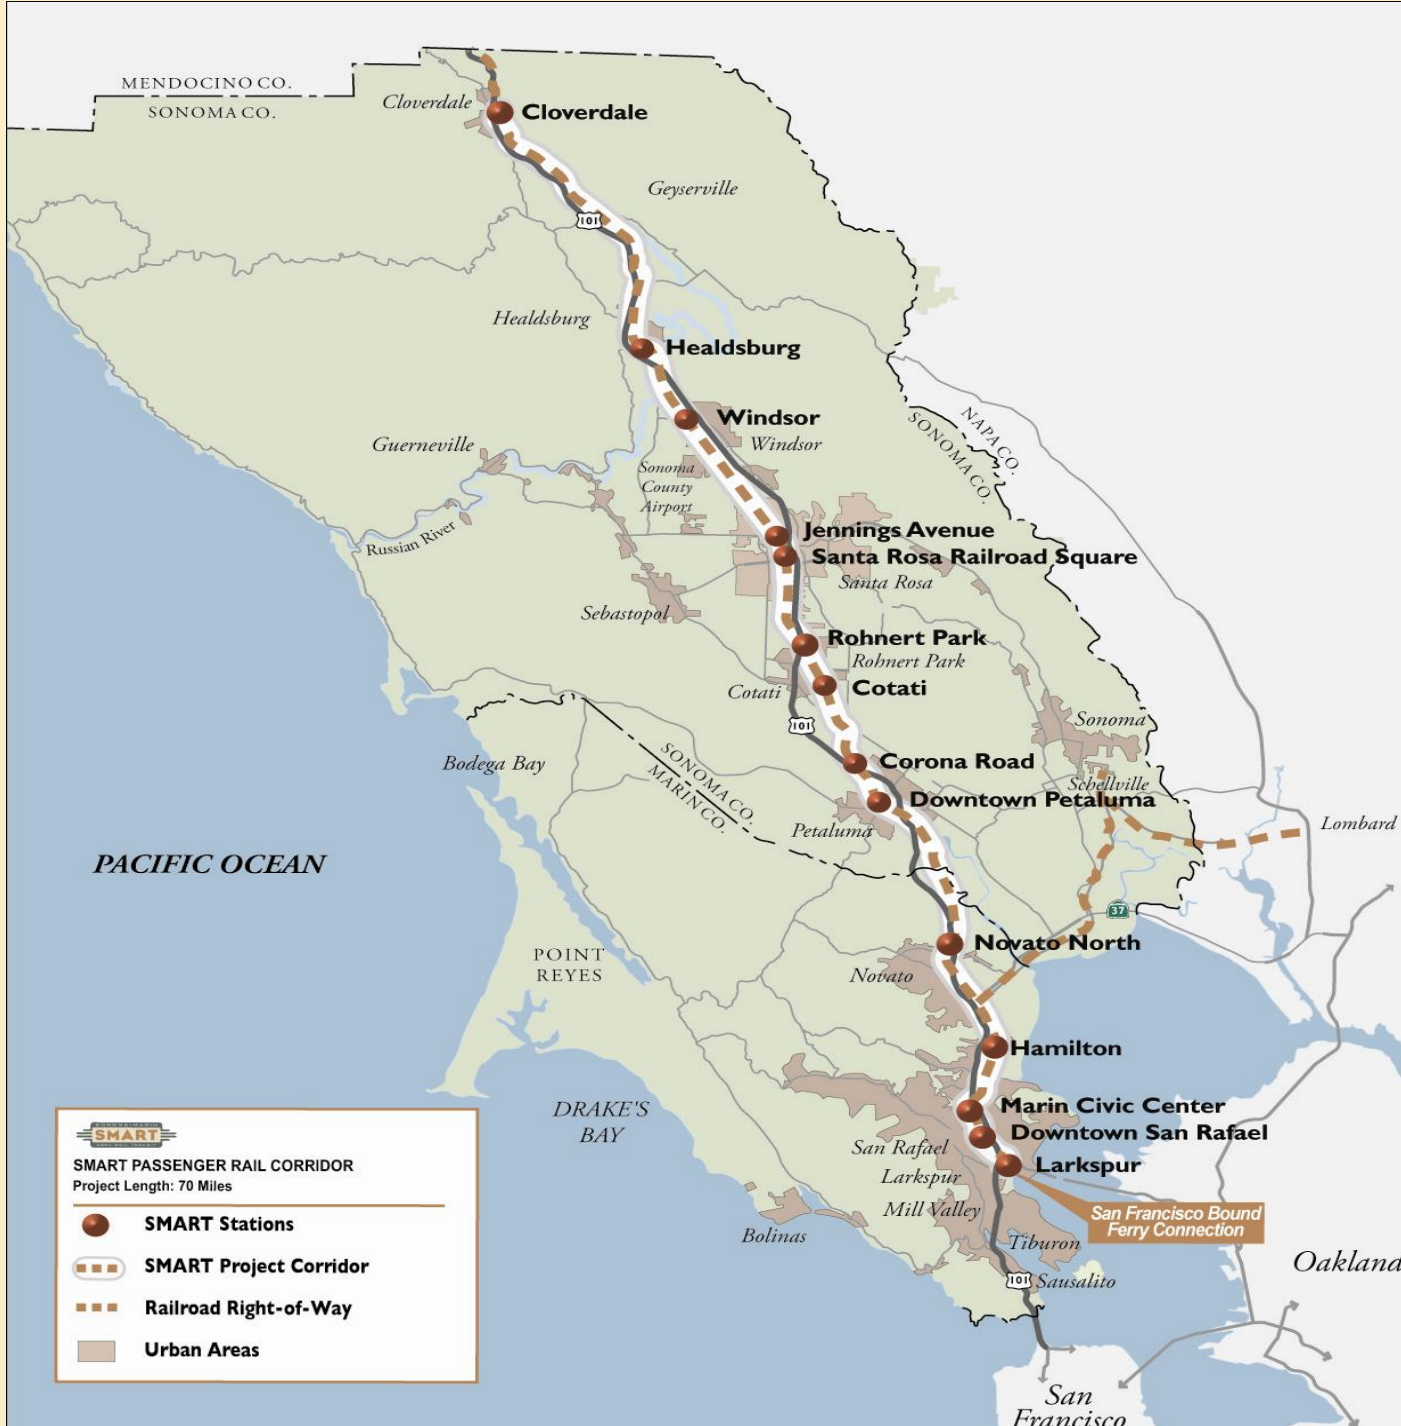 MENDOCINO CO.
SONOMA CO.
Cloverdale
Cloverdale
Geyserville
101
Healdsburg
Healdsburg
Windsor
Windsor
NAPA CO.
SONOMA CO.
Guerneville
Sonoma
County
Airport
Russian River
Jennings Avenue
Santa Rosa Railroad Square
Santa Rosa
Sebastopol
Rohnert Park
Rohnert Park
Cotati
Cotati
101
Sonoma
SONOMA CO.
MARIN CO.
Bodega Bay
Corona Road
Schellville
Downtown Petaluma
Petaluma
Lombard
PACIFIC OCEAN
37
Novato North
Novato
POINT
REYES
Hamilton
DRAKE'S
BAY
Marin Civic Center
Downtown San Rafael
San Rafael
Larkspur
Larkspur
Mill Valley
San Francisco Bound
Ferry Connection
Bolinas
Tiburon
Oakland
101
Sausalito
San
Francisco
SONOMA-MARIN
SMART
AREA RAIL TRANSIT
SMART PASSENGER RAIL CORRIDOR
Project Length: 70 Miles
SMART Stations
SMART Project Corridor
Railroad Right-of-Way
Urban Areas